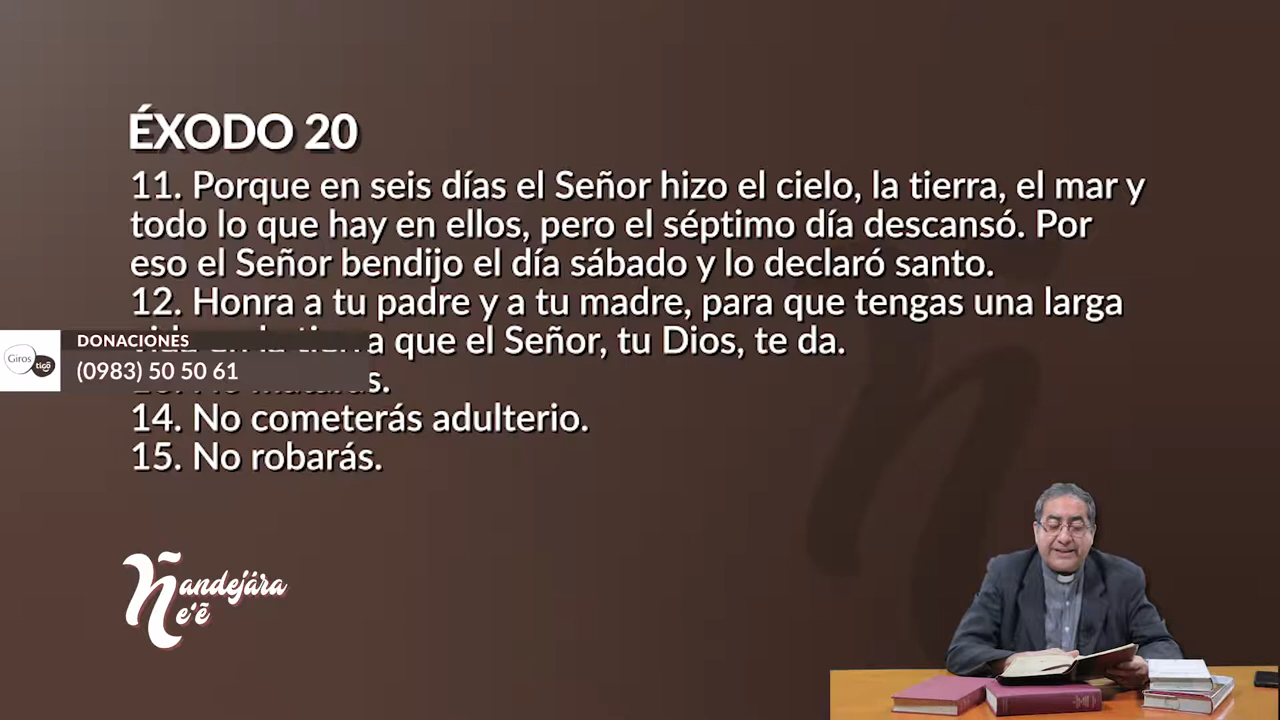 ÉXODO 20
11. Porque en seis días el Señor hizo el cielo, la tierra, el mar y
todo lo que hay en ellos, pero el séptimo día descansó. Por
eso el Señor bendijo el día sábado y lo declaró santo.
12. Honra a tu padre y a tu madre, para que tengas una larga
que el Señor, tu Dios, te da.
DONACIONES
(0983) 50 50 61
Giros tigo
14. No cometerás adulterio.
15. No robarás.
Ñandejára
Ñe'ẽ